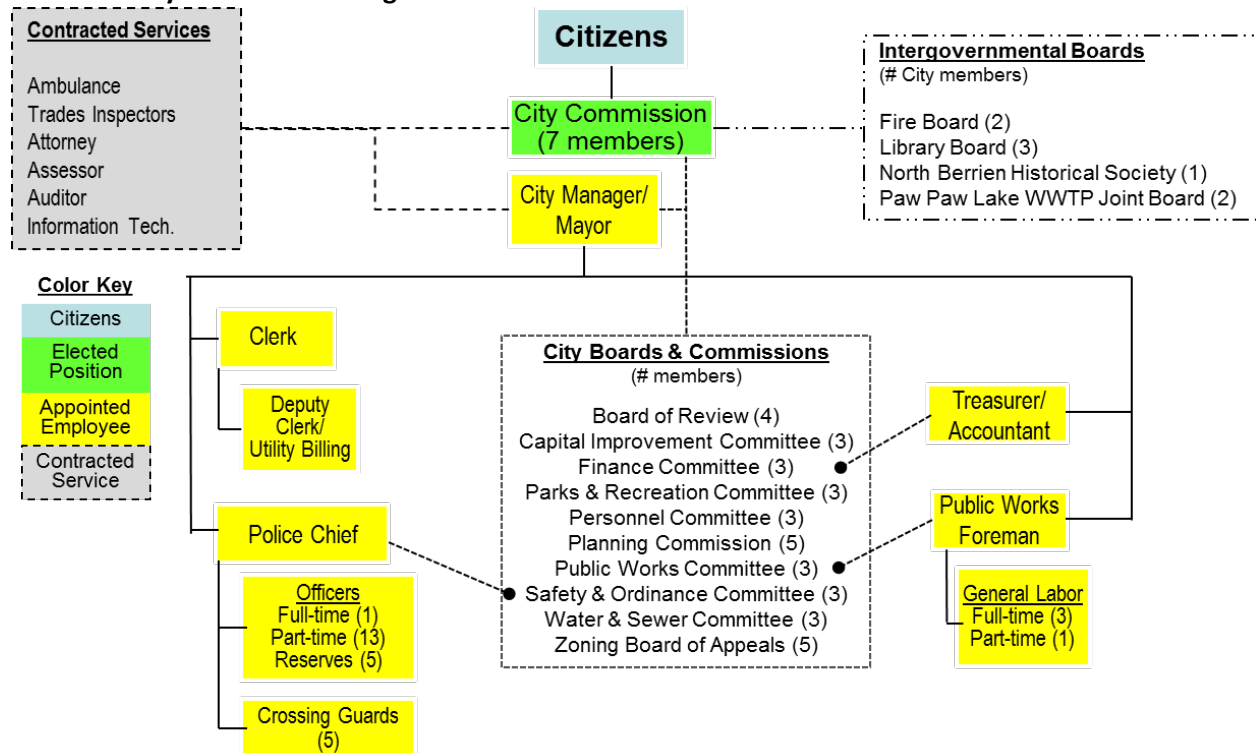 Contracted Services
Ambulance
Trades Inspectors
Attorney
Assessor
Auditor
Information Tech.
Citizens
City Commission
(7 members)
City Manager/
Mayor
Intergovernmental Boards
(# City members)
Fire Board (2)
Library Board (3)
North Berrien Historical Society (1)
Paw Paw Lake WWTP Joint Board (2)
Color Key
Citizens
Elected
Position
Appointed
Employee
Contracted
Service
Clerk
Deputy
Clerk/
Utility Billing
Police Chief
Officers
Full-time (1)
Part-time (13)
Reserves (5)
Crossing Guards
(5)
City Boards & Commissions
(# members)
Board of Review (4)
Capital Improvement Committee (3)
Finance Committee (3)
Parks & Recreation Committee (3)
Personnel Committee (3)
Planning Commission (5)
Public Works Committee (3)
Safety & Ordinance Committee (3)
Water & Sewer Committee (3)
Zoning Board of Appeals (5)
Treasurer/
Accountant
Public Works
Foreman
General Labor
Full-time (3)
Part-time (1)